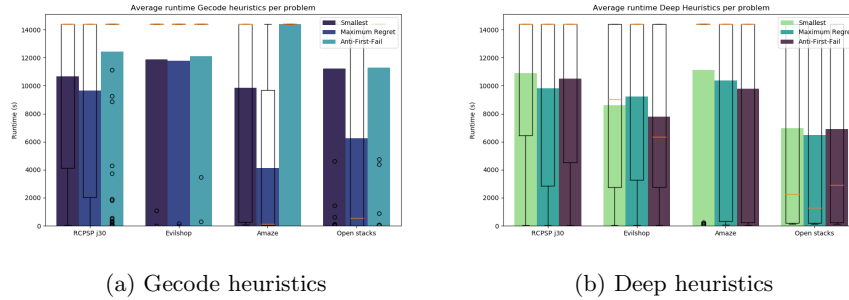 Average runtime Gecode heuristics per problem
Smallest
Maximum Regret
Anti-First-Fail
Runtime (s)
14000
12000
10000
8000
6000
4000
2000
0
RCPSP j30
Evilshop
Amaze
Open stacks
(a) Gecode heuristics
Average runtime Deep Heuristics per problem
Smallest
Maximum Regret
Anti-First-Fail
Runtime (s)
14000
12000
10000
8000
6000
4000
2000
0
RCPSP j30
Evilshop
Amaze
Open stacks
(b) Deep heuristics